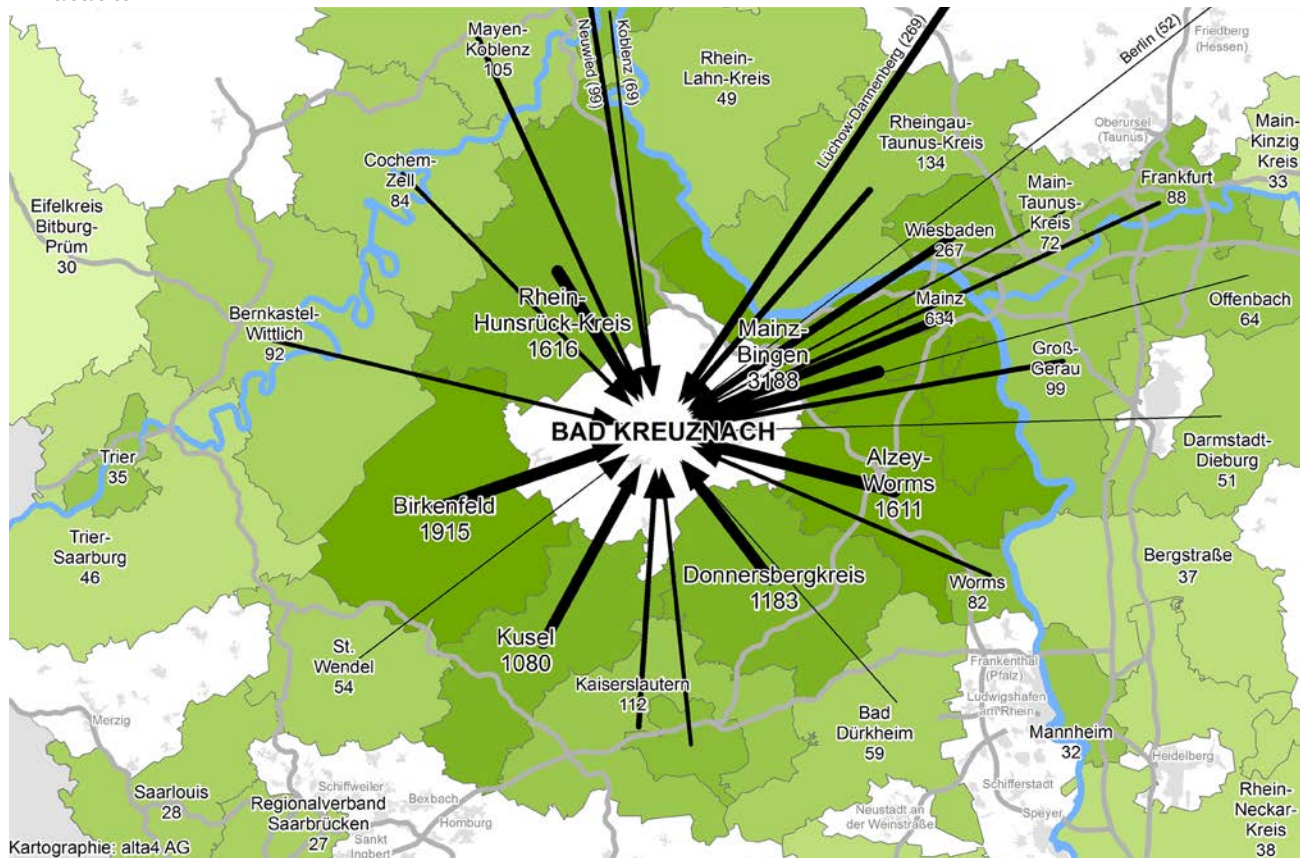 Mayen-
Koblenz
105
Neuwied (99)
Koblenz (69)
Rhein-
Lahn-Kreis
49
Lüchow-Dannenberg (269)
Berlin (52)
Friedberg
(Hessen)
Rheingau-
Taunus-Kreis
134
Oberursel
(Taunus)
Main-
Kinzig-
Kreis
33
Cochem-
Zell
84
Main-
Taunus-
Kreis
72
Frankfurt
88
Eifelkreis
Bitburg-
Prüm
30
Wiesbaden
267
Rhein-
Hunsrück-Kreis
1616
Mainz
634
Offenbach
64
Bernkastel-
Wittlich
92
Mainz-
Bingen
3188
Groß-
Gerau
99
BAD KREUZNACH
Trier
35
Darmstadt-
Dieburg
51
Alzey-
Worms
1611
Birkenfeld
1915
Trier-
Saarburg
46
Bergstraße
37
Donnersbergkreis
1183
Worms
82
Kusel
1080
St.
Wendel
54
Frankenthal
(Pfalz)
Kaiserslautern
112
Ludwigshafen
am Rhein
Merzig
Bad
Dürkheim
59
Mannheim
32
Heidelberg
Saarlouis
28
Schiffweiler
Bexbach
Schifferstadt
Regionalverband
Saarbrücken
27
Homburg
Neustadt an
der Weinstraße
Speyer
Rhein-
Neckar-
Kreis
38
Sankt
Ingbert
Kartographie: alta4 AG